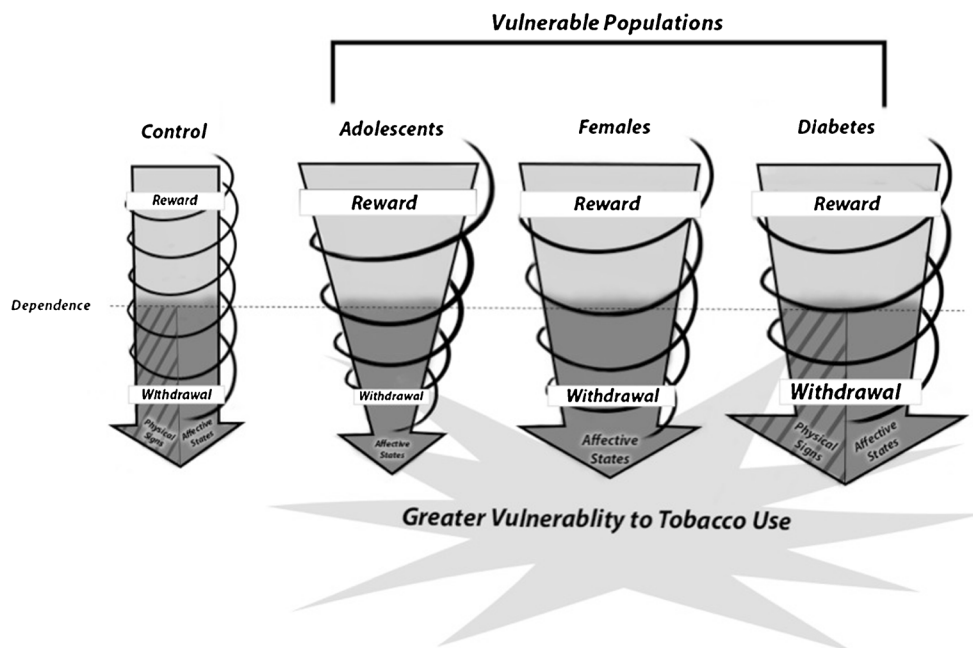 Vulnerable Populations
Control
Adolescents
Females
Diabetes
Reward
Reward
Reward
Reward
Dependence
Withdrawal
Withdrawal
Withdrawal
Withdrawal
Physical
Signs
Affective
States
Affective
States
Affective
States
Physical
Signs
Affective
States
Greater Vulnerablity to Tobacco Use